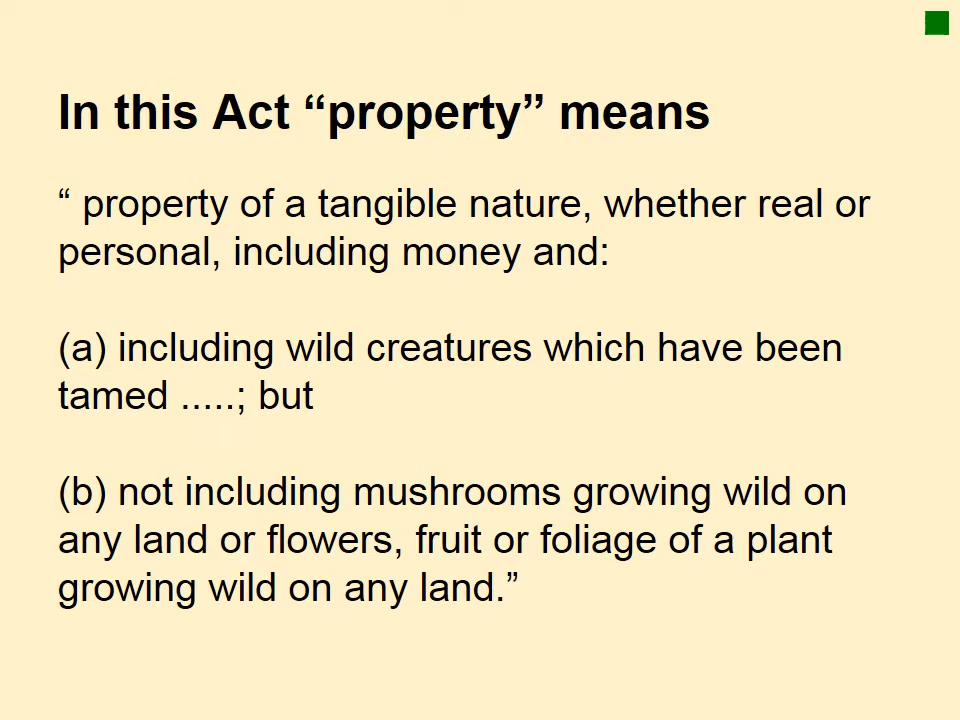 In this Act “property” means
“ property of a tangible nature, whether real or
personal, including money and:
(a) including wild creatures which have been
tamed .....; but
(b) not including mushrooms growing wild on
any land or flowers, fruit or foliage of a plant
growing wild on any land.”